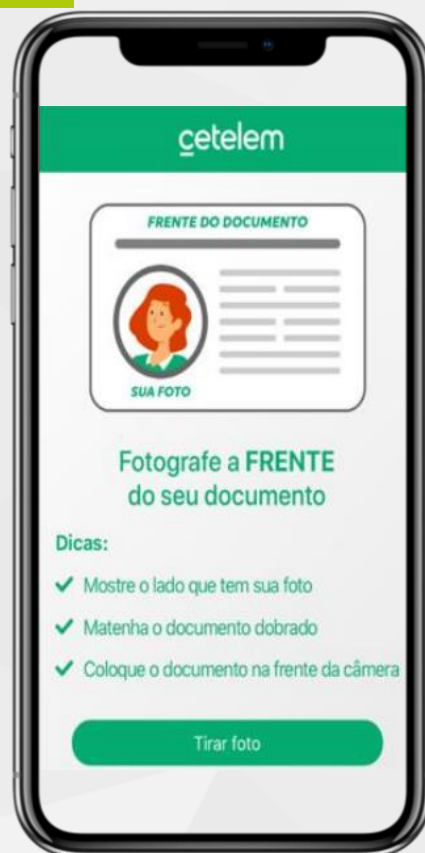 cetelem
FRENTE DO DOCUMENTO
SUA FOTO
Fotografe a FRENTE
do seu documento
Dicas:
Mostre o lado que tem sua foto
Matenha o documento dobrado
Coloque o documento na frente da câmera
Tirar foto